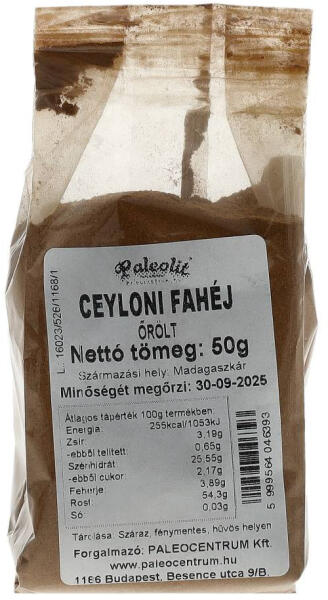 Paleolit
CEYLONI FAHÉJ
ŐRÖLT
Nettó tömeg: 50g
Származási hely: Madagaszkár
Minőségét megőrzi: 30-09-2025
Átlagos tápérték 100g termékben:
Energia: 255kcal/1053kJ
Zsír: 3,19g
-ebből telített: 0,65g
Szénhidrát: 25,55g
-ebből cukor: 2,17g
Fehérje: 3,89g
Rost: 54,3g
Só: 0,03g
Tárolása: Száraz, fénymentes, hűvös helyen
Forgalmazó: PALEOCENTRUM Kft.
www.paleocentrum.hu
1186 Budapest, Besence utca 9/B.
L.: 16023/526/1168/1
5 999564 046393